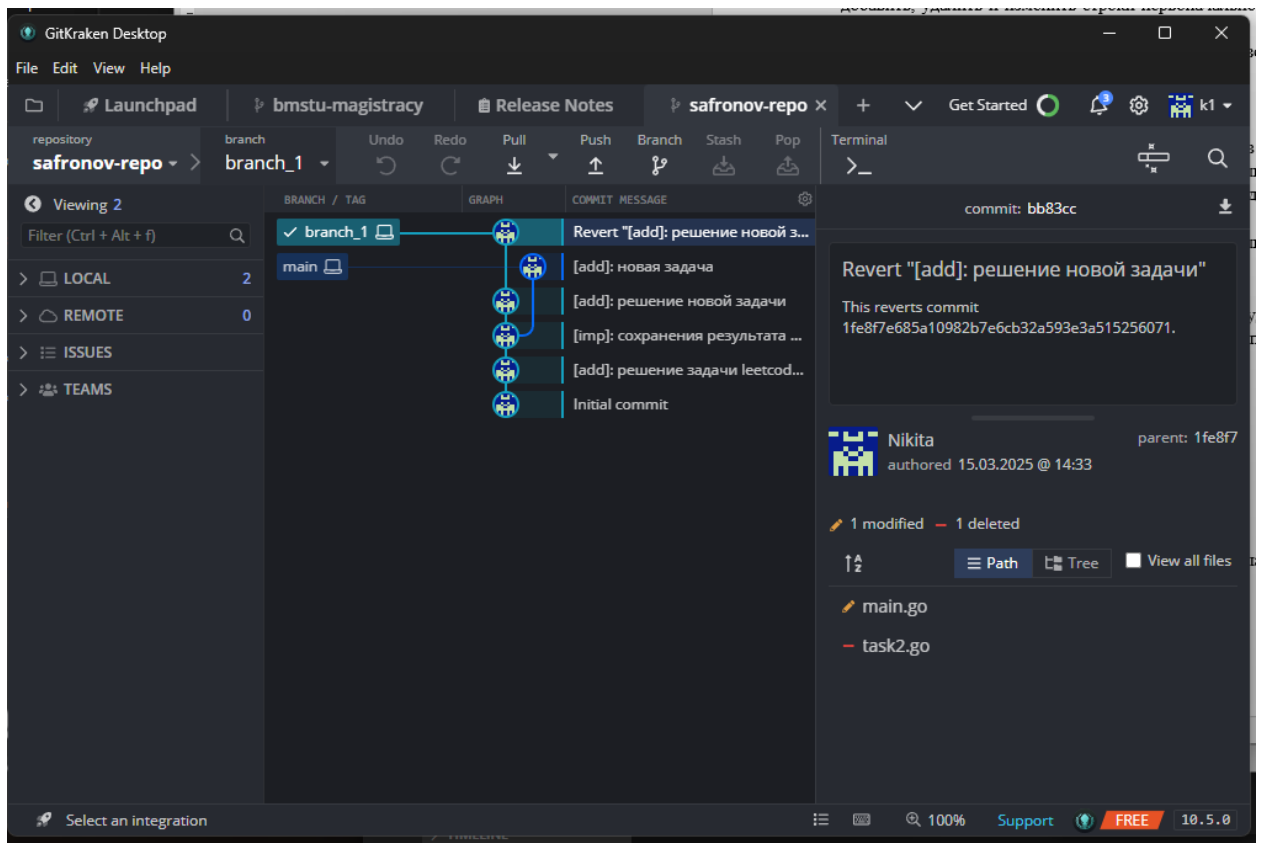 GitKraken Desktop
File Edit View Help
Launchpad bmstu-magistracy Release Notes safronov-repo Get Started 3 k1
repository branch Undo Redo Pull Push Branch Stash Pop Terminal
safronov-repo branch_1
Viewing 2 BRANCH / TAG GRAPH COMMIT MESSAGE commit: bb83cc
Filter (Ctrl + Alt + f)
LOCAL 2
REMOTE 0
ISSUES
TEAMS
branch_1 Revert "[add]: решение новой з...
main [add]: новая задача
[add]: решение новой задачи
[imp]: сохранения результата ...
[add]: решение задачи leetcod...
Initial commit
Revert "[add]: решение новой задачи"
This reverts commit
1fe8f7e685a10982b7e6cb32a593e3a515256071.
Nikita parent: 1fe8f7
authored 15.03.2025 @ 14:33
1 modified 1 deleted
Path Tree View all files
main.go
task2.go
Select an integration 100% Support FREE 10.5.0